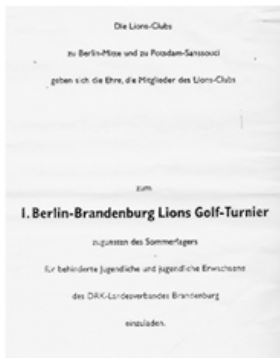 Die Lions-Clubs
zu Berlin-Mitte und zu Potsdam-Sanssouci
geben sich die Ehre, die Mitglieder des Lions-Clubs
zum
1. Berlin-Brandenburg Lions Golf-Turnier
zugunsten des Sommerlagers
für behinderte Jugendliche und jugendliche Erwachsene
des DRK-Landesverbandes Brandenburg
einzuladen.